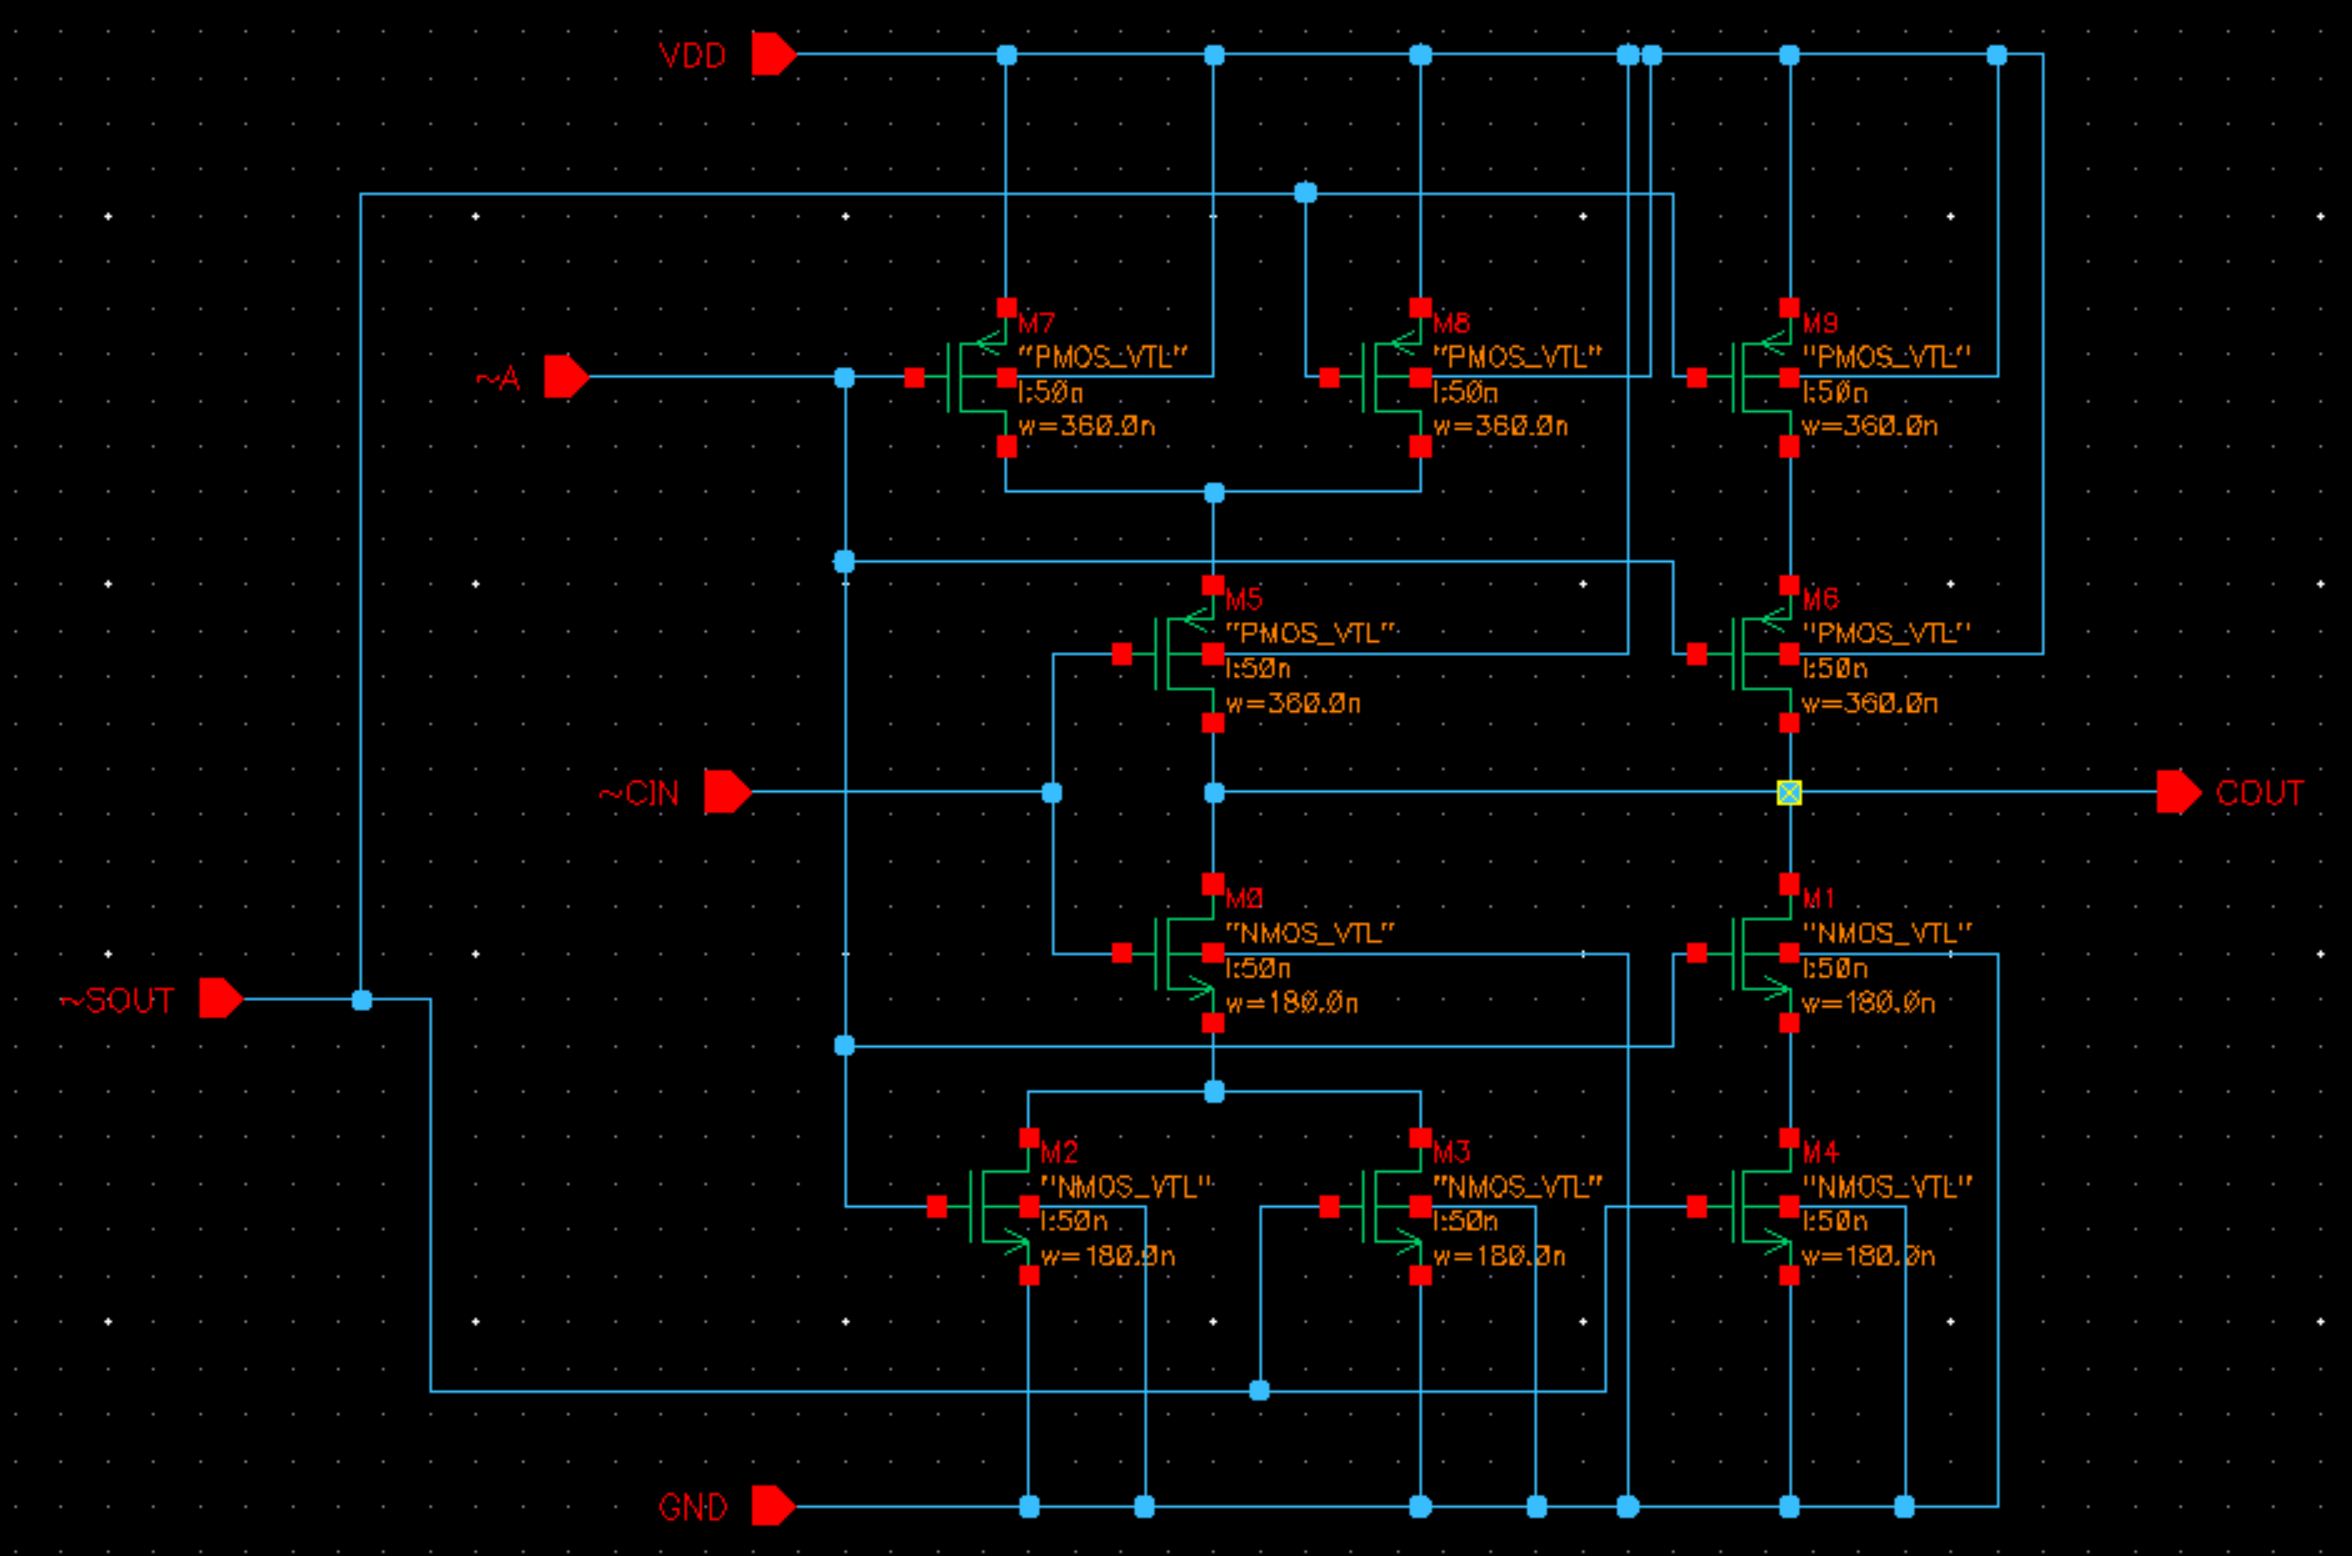 VDD
M7
"PMOS_VTL"
l:50n
w=360.0n
M8
"PMOS_VTL"
l:50n
w=360.0n
M9
"PMOS_VTL"
l:50n
w=360.0n
~A
M5
"PMOS_VTL"
l:50n
w=360.0n
M6
"PMOS_VTL"
l:50n
w=360.0n
~CIN
COUT
M0
"NMOS_VTL"
l:50n
w=180.0n
M1
"NMOS_VTL"
l:50n
w=180.0n
~SOUT
M2
"NMOS_VTL"
l:50n
w=180.0n
M3
"NMOS_VTL"
l:50n
w=180.0n
M4
"NMOS_VTL"
l:50n
w=180.0n
GND